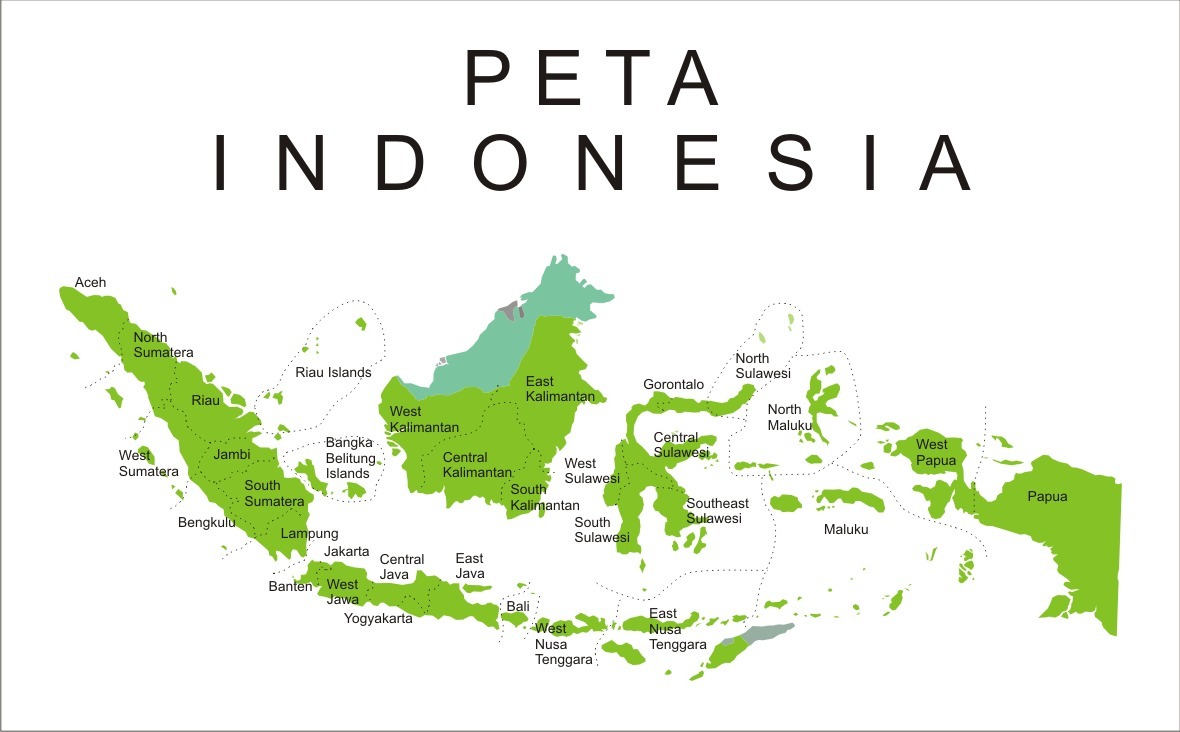 PETA
INDONESIA
Aceh
North
Sumatera
Riau Islands
Riau
West
Sumatera
Jambi
Bangka
Belitung
Islands
South
Sumatera
Bengkulu
Lampung
West
Kalimantan
East
Kalimantan
Central
Kalimantan
South
Kalimantan
Gorontalo
North
Sulawesi
Central
Sulawesi
West
Sulawesi
South
Sulawesi
Southeast
Sulawesi
North
Maluku
Maluku
West
Papua
Papua
Jakarta
Banten
West
Jawa
Central
Java
Yogyakarta
East
Java
Bali
West
Nusa
Tenggara
East
Nusa
Tenggara